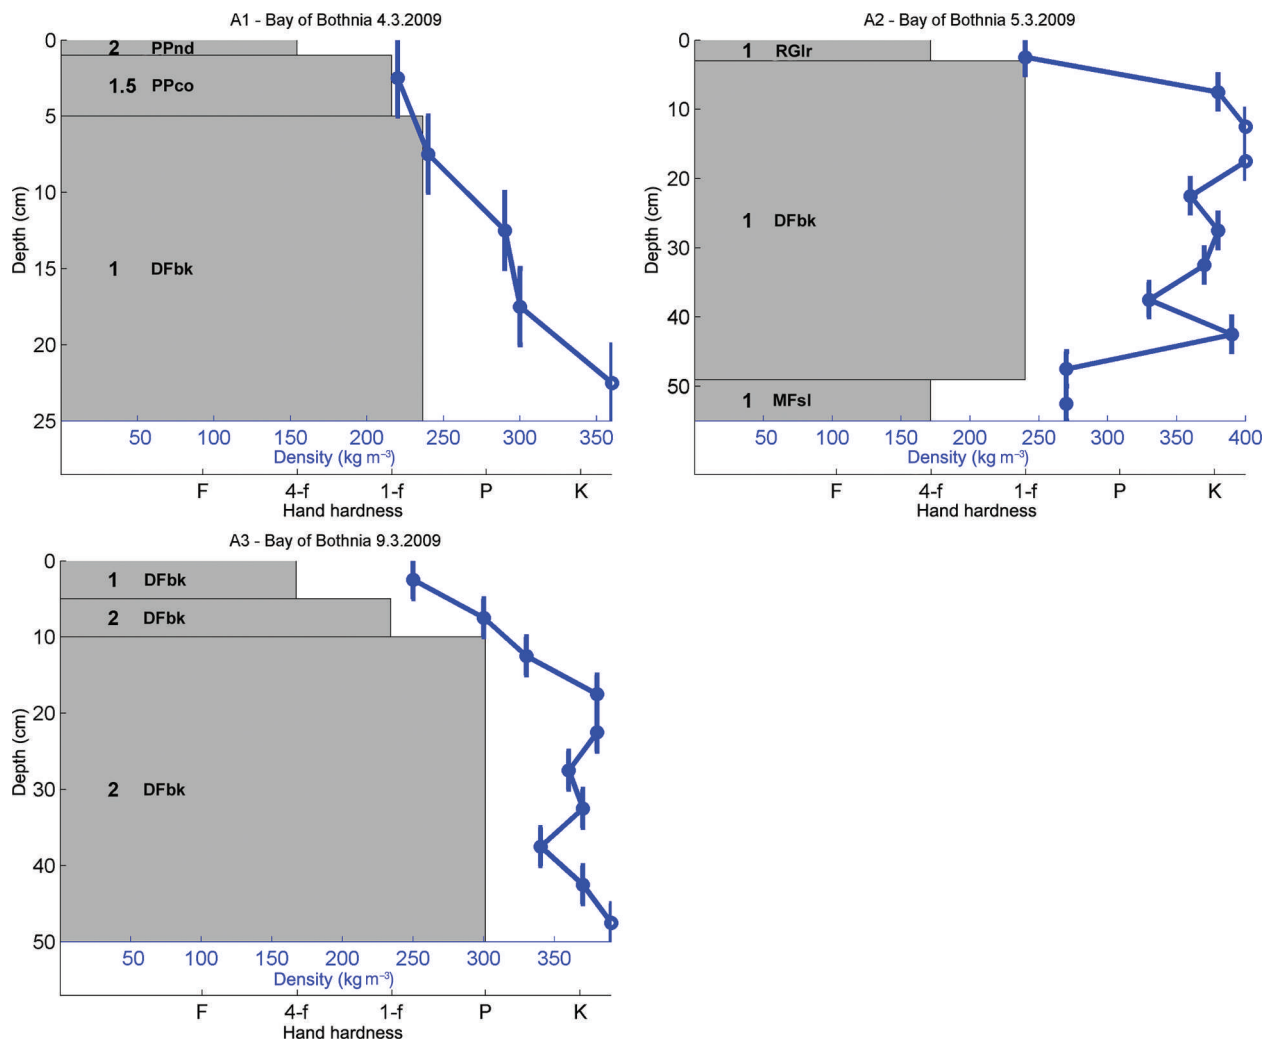 A1 - Bay of Bothnia 4.3.2009
0
5
10
15
20
25
Depth (cm)
2 PPnd
1.5 PPco
1 DFbk
50 100 150 200 250 300 350
Density (kg m⁻³)
F 4-f 1-f P K
Hand hardness
A2 - Bay of Bothnia 5.3.2009
0
10
20
30
40
50
Depth (cm)
1 RGlr
1 DFbk
1 MFsl
50 100 150 200 250 300 350 400
Density (kg m⁻³)
F 4-f 1-f P K
Hand hardness
A3 - Bay of Bothnia 9.3.2009
0
10
20
30
40
50
Depth (cm)
1 DFbk
2 DFbk
2 DFbk
50 100 150 200 250 300 350
Density (kg m⁻³)
F 4-f 1-f P K
Hand hardness